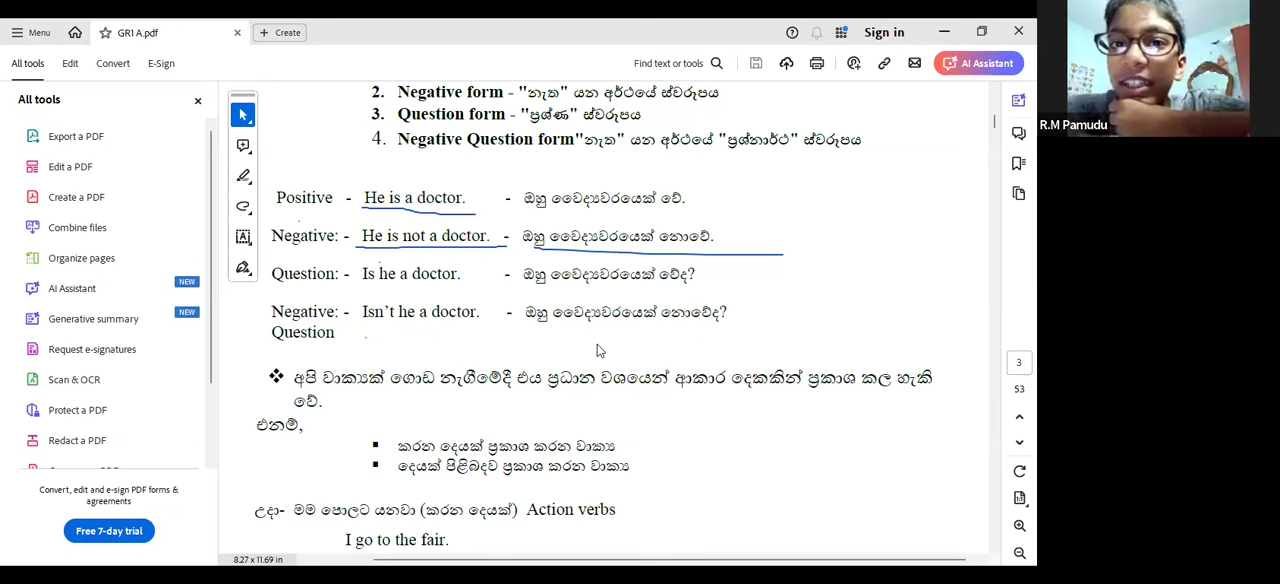 Menu
GR1 A.pdf
Create
Sign in
All tools
Edit
Convert
E-Sign
Find text or tools
AI Assistant
R.M Pamudu
All tools
Export a PDF
Edit a PDF
Create a PDF
Combine files
Organize pages
AI Assistant NEW
Generative summary NEW
Request e-signatures
Scan & OCR
Protect a PDF
Redact a PDF
Convert, edit and e-sign PDF forms & agreements
Free 7-day trial
2. Negative form - "නැත" යන අර්ථයේ ස්වරූපය
3. Question form - "ප්‍රශ්ණ" ස්වරූපය
4. Negative Question form"නැත" යන අර්ථයේ "ප්‍රශ්නාර්ථ" ස්වරූපය
Positive - He is a doctor. - ඔහු වෛද්‍යවරයෙක් වේ.
Negative: - He is not a doctor. - ඔහු වෛද්‍යවරයෙක් නොවේ.
Question: - Is he a doctor. - ඔහු වෛද්‍යවරයෙක් වේද?
Negative: - Isn't he a doctor. - ඔහු වෛද්‍යවරයෙක් නොවේද?
Question
❖ අපි වාක්‍යක් ගොඩ නැගීමේදී එය ප්‍රධාන වශයෙන් ආකාර දෙකකින් ප්‍රකාශ කල හැකි
වේ.
එනම්,
▪ කරන දෙයක් ප්‍රකාශ කරන වාක්‍ය
▪ දෙයක් පිළිබදව ප්‍රකාශ කරන වාක්‍ය
උදා- මම පොලට යනවා (කරන දෙයක්) Action verbs
I go to the fair.
3
53
8.27 x 11.69 in